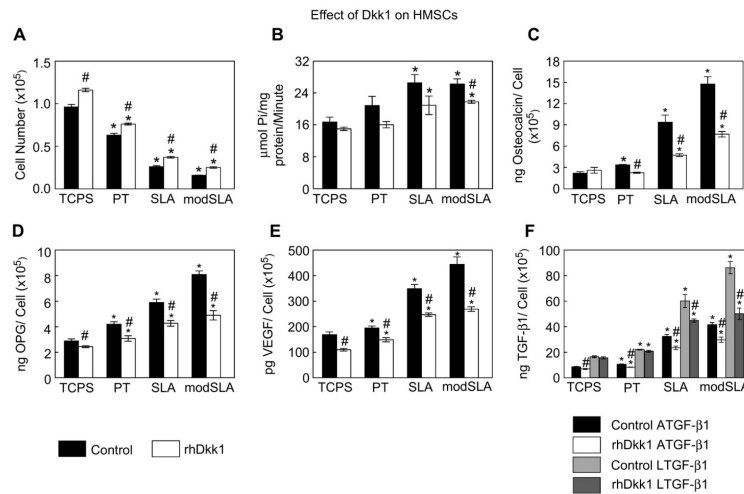 Effect of Dkk1 on HMSCs
A
Cell Number (x10⁵)
1.5
1.0
0.5
0.0
#
* #
*
* #
*
* #
*
TCPS PT SLA modSLA
B
μmol Pi/mg
protein/Minute
32
28
24
20
16
12
* *
* #
*
TCPS PT SLA modSLA
C
ng Osteocalcin/ Cell
(x10⁵)
18
15
12
9
6
3
0
* #
* #
*
* #
*
TCPS PT SLA modSLA
D
ng OPG/ Cell (x10⁵)
10
8
6
4
2
#
* #
*
* #
*
* #
*
TCPS PT SLA modSLA
E
pg VEGF/ Cell (x10⁵)
500
400
300
200
100
0
#
* #
*
* #
*
* #
*
TCPS PT SLA modSLA
F
ng TGF-β1/ Cell (x10⁵)
100
80
60
40
20
0
#
* # * * *
* # * * # *
* # * * # *
TCPS PT SLA modSLA
Control
rhDkk1
Control ATGF-β1
rhDkk1 ATGF-β1
Control LTGF-β1
rhDkk1 LTGF-β1